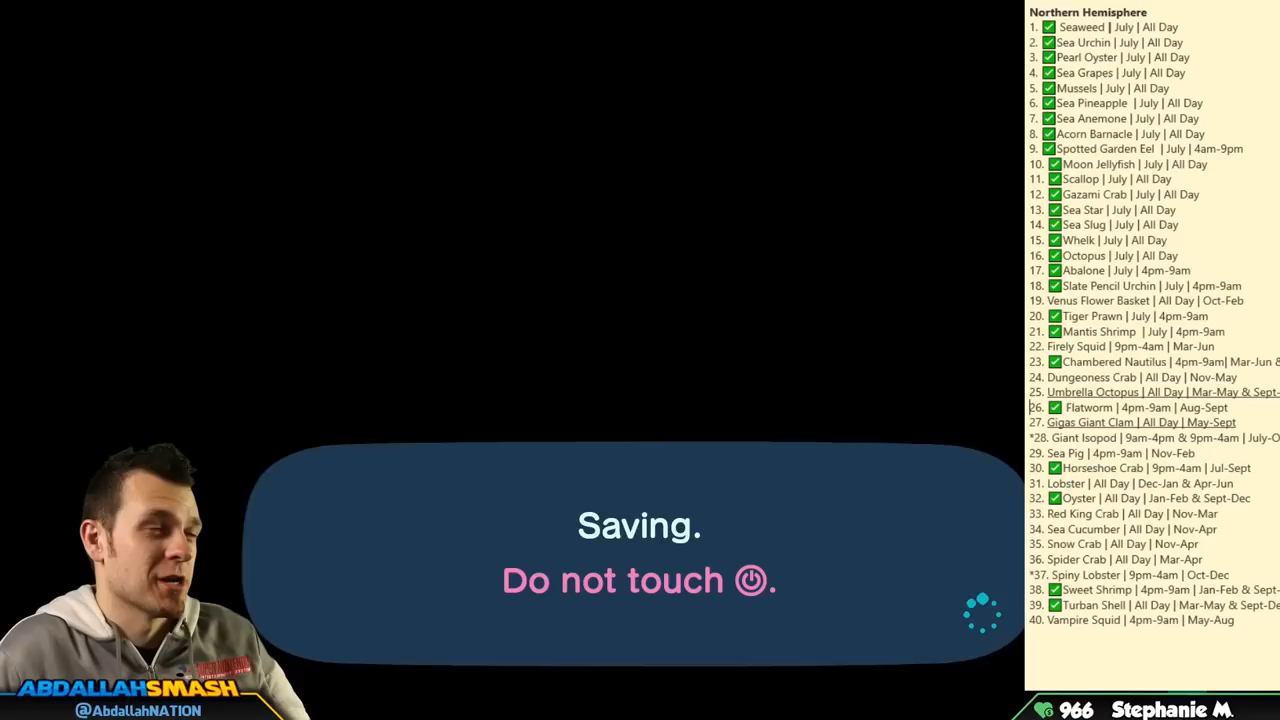 Northern Hemisphere
1. ✅ Seaweed | July | All Day
2. ✅Sea Urchin | July | All Day
3. ✅Pearl Oyster | July | All Day
4. ✅Sea Grapes | July | All Day
5. ✅Mussels | July | All Day
6. ✅Sea Pineapple | July | All Day
7. ✅Sea Anemone | July | All Day
8. ✅Acorn Barnacle | July | All Day
9. ✅Spotted Garden Eel | July | 4am-9pm
10. ✅Moon Jellyfish | July | All Day
11. ✅Scallop | July | All Day
12. ✅Gazami Crab | July | All Day
13. ✅Sea Star | July | All Day
14. ✅Sea Slug | July | All Day
15. ✅Whelk | July | All Day
16. ✅Octopus | July | All Day
17. ✅Abalone | July | 4pm-9am
18. ✅Slate Pencil Urchin | July | 4pm-9am
19. Venus Flower Basket | All Day | Oct-Feb
20. ✅Tiger Prawn | July | 4pm-9am
21. ✅Mantis Shrimp | July | 4pm-9am
22. Firely Squid | 9pm-4am | Mar-Jun
23. ✅Chambered Nautilus | 4pm-9am| Mar-Jun &
24. Dungeoness Crab | All Day | Nov-May
25. Umbrella Octopus | All Day | Mar-May & Sept-
26. ✅ Flatworm | 4pm-9am | Aug-Sept
27. Gigas Giant Clam | All Day | May-Sept
*28. Giant Isopod | 9am-4pm & 9pm-4am | July-O
29. Sea Pig | 4pm-9am | Nov-Feb
30. ✅Horseshoe Crab | 9pm-4am | Jul-Sept
31. Lobster | All Day | Dec-Jan & Apr-Jun
32. ✅Oyster | All Day | Jan-Feb & Sept-Dec
33. Red King Crab | All Day | Nov-Mar
34. Sea Cucumber | All Day | Nov-Apr
35. Snow Crab | All Day | Nov-Apr
36. Spider Crab | All Day | Mar-Apr
*37. Spiny Lobster | 9pm-4am | Oct-Dec
38. ✅Sweet Shrimp | 4pm-9am | Jan-Feb & Sept-
39. ✅Turban Shell | All Day | Mar-May & Sept-De
40. Vampire Squid | 4pm-9am | May-Aug
Saving.
Do not touch ⏻.
ABDALLAHSMASH
@AbdallahNATION
966 Stephanie M.